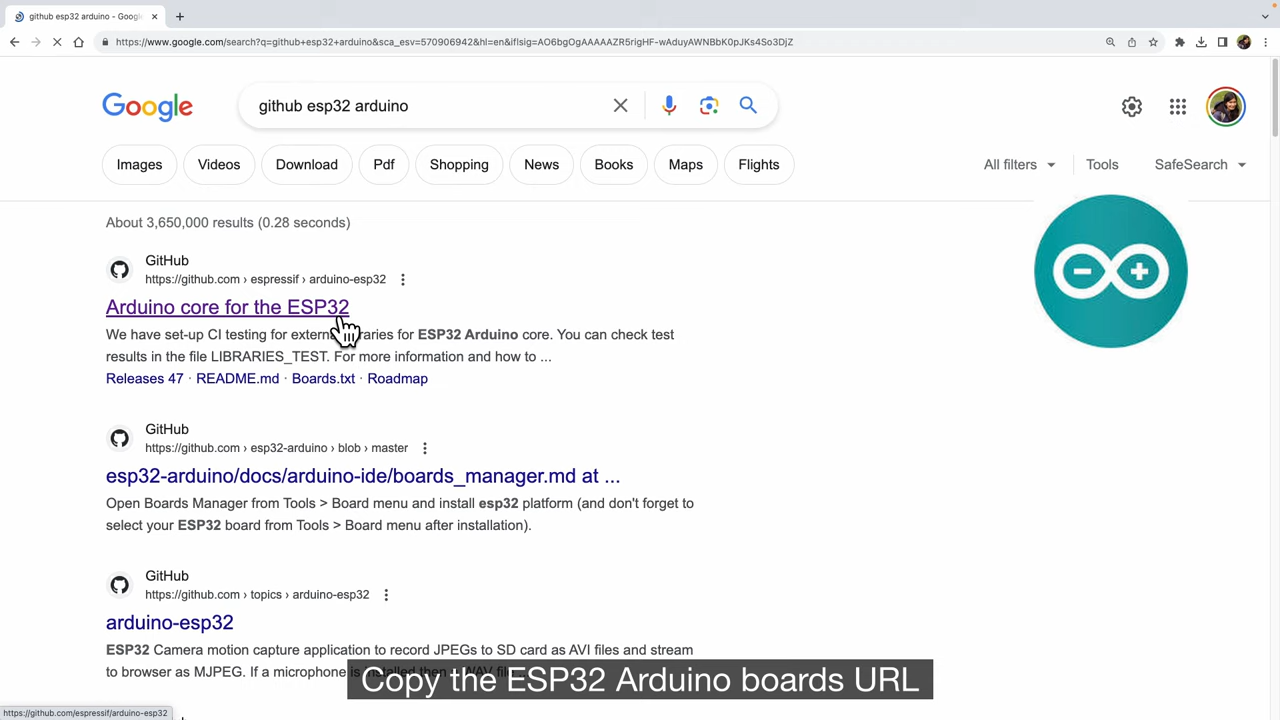 github esp32 arduino - Googl
https://www.google.com/search?q=github+esp32+arduino&sca_esv=570906942&hl=en&iflsig=AO6bgOgAAAAAZR5rigHF-wAduyAWNBbK0pJKs4So3DjZ
Google
github esp32 arduino
Images
Videos
Download
Pdf
Shopping
News
Books
Maps
Flights
All filters
Tools
SafeSearch
About 3,650,000 results (0.28 seconds)
GitHub
https://github.com › espressif › arduino-esp32
Arduino core for the ESP32
We have set-up CI testing for extern raries for ESP32 Arduino core. You can check test
results in the file LIBRARIES_TEST. For more information and how to ...
Releases 47 · README.md · Boards.txt · Roadmap
GitHub
https://github.com › esp32-arduino › blob › master
esp32-arduino/docs/arduino-ide/boards_manager.md at ...
Open Boards Manager from Tools > Board menu and install esp32 platform (and don't forget to
select your ESP32 board from Tools > Board menu after installation).
GitHub
https://github.com › topics › arduino-esp32
arduino-esp32
ESP32 Camera motion capture application to record JPEGs to SD card as AVI files and stream
to browser as MJPEG. If a microphone
Copy the ESP32 Arduino boards URL
https://github.com/espressif/arduino-esp32